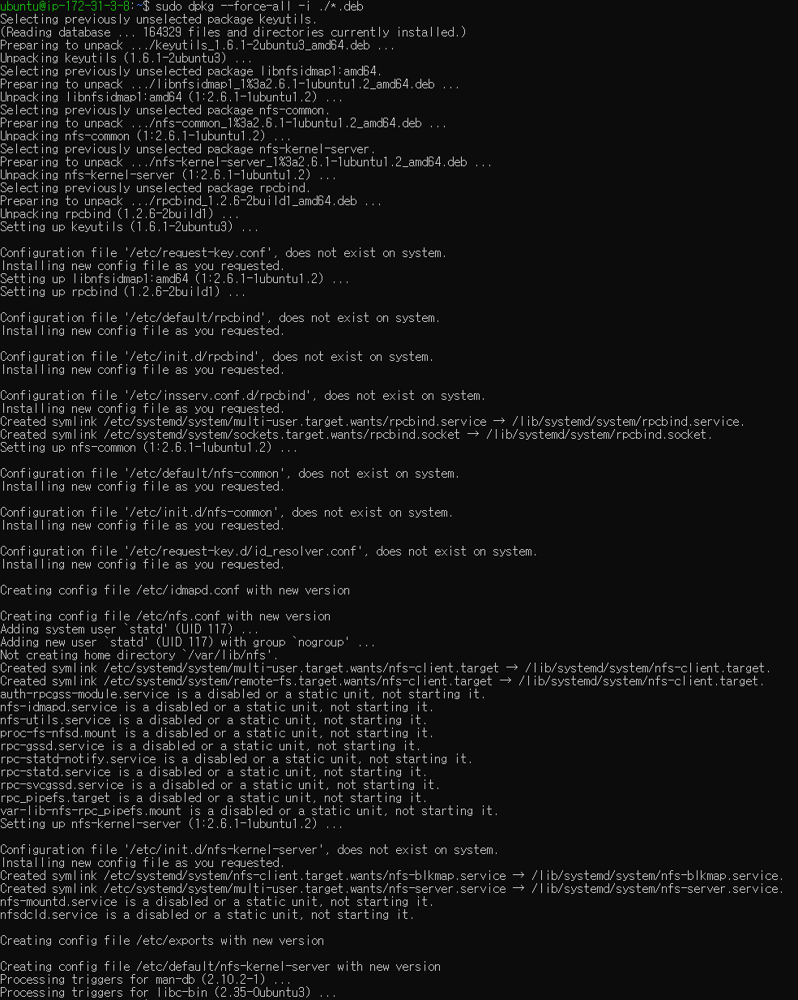 ubuntu@ip-172-31-3-8:~$ sudo dpkg --force-all -i ./*.deb
Selecting previously unselected package keyutils.
(Reading database ... 164329 files and directories currently installed.)
Preparing to unpack .../keyutils_1.6.1-2ubuntu3_amd64.deb ...
Unpacking keyutils (1.6.1-2ubuntu3) ...
Selecting previously unselected package libnfsidmap1:amd64.
Preparing to unpack .../libnfsidmap1_1%3a2.6.1-1ubuntu1.2_amd64.deb ...
Unpacking libnfsidmap1:amd64 (1:2.6.1-1ubuntu1.2) ...
Selecting previously unselected package nfs-common.
Preparing to unpack .../nfs-common_1%3a2.6.1-1ubuntu1.2_amd64.deb ...
Unpacking nfs-common (1:2.6.1-1ubuntu1.2) ...
Selecting previously unselected package nfs-kernel-server.
Preparing to unpack .../nfs-kernel-server_1%3a2.6.1-1ubuntu1.2_amd64.deb ...
Unpacking nfs-kernel-server (1:2.6.1-1ubuntu1.2) ...
Selecting previously unselected package rpcbind.
Preparing to unpack .../rpcbind_1.2.6-2build1_amd64.deb ...
Unpacking rpcbind (1.2.6-2build1) ...
Setting up keyutils (1.6.1-2ubuntu3) ...

Configuration file '/etc/request-key.conf', does not exist on system.
Installing new config file as you requested.
Setting up libnfsidmap1:amd64 (1:2.6.1-1ubuntu1.2) ...
Setting up rpcbind (1.2.6-2build1) ...

Configuration file '/etc/default/rpcbind', does not exist on system.
Installing new config file as you requested.

Configuration file '/etc/init.d/rpcbind', does not exist on system.
Installing new config file as you requested.

Configuration file '/etc/insserv.conf.d/rpcbind', does not exist on system.
Installing new config file as you requested.
Created symlink /etc/systemd/system/multi-user.target.wants/rpcbind.service → /lib/systemd/system/rpcbind.service.
Created symlink /etc/systemd/system/sockets.target.wants/rpcbind.socket → /lib/systemd/system/rpcbind.socket.
Setting up nfs-common (1:2.6.1-1ubuntu1.2) ...

Configuration file '/etc/default/nfs-common', does not exist on system.
Installing new config file as you requested.

Configuration file '/etc/init.d/nfs-common', does not exist on system.
Installing new config file as you requested.

Configuration file '/etc/request-key.d/id_resolver.conf', does not exist on system.
Installing new config file as you requested.

Creating config file /etc/idmapd.conf with new version

Creating config file /etc/nfs.conf with new version
Adding system user `statd' (UID 117) ...
Adding new user `statd' (UID 117) with group `nogroup' ...
Not creating home directory `/var/lib/nfs'.
Created symlink /etc/systemd/system/multi-user.target.wants/nfs-client.target → /lib/systemd/system/nfs-client.target.
Created symlink /etc/systemd/system/remote-fs.target.wants/nfs-client.target → /lib/systemd/system/nfs-client.target.
auth-rpcgss-module.service is a disabled or a static unit, not starting it.
nfs-idmapd.service is a disabled or a static unit, not starting it.
nfs-utils.service is a disabled or a static unit, not starting it.
proc-fs-nfsd.mount is a disabled or a static unit, not starting it.
rpc-gssd.service is a disabled or a static unit, not starting it.
rpc-statd-notify.service is a disabled or a static unit, not starting it.
rpc-statd.service is a disabled or a static unit, not starting it.
rpc-svcgssd.service is a disabled or a static unit, not starting it.
rpc_pipefs.target is a disabled or a static unit, not starting it.
var-lib-nfs-rpc_pipefs.mount is a disabled or a static unit, not starting it.
Setting up nfs-kernel-server (1:2.6.1-1ubuntu1.2) ...

Configuration file '/etc/init.d/nfs-kernel-server', does not exist on system.
Installing new config file as you requested.
Created symlink /etc/systemd/system/nfs-client.target.wants/nfs-blkmap.service → /lib/systemd/system/nfs-blkmap.service.
Created symlink /etc/systemd/system/multi-user.target.wants/nfs-server.service → /lib/systemd/system/nfs-server.service.
nfs-mountd.service is a disabled or a static unit, not starting it.
nfsdcld.service is a disabled or a static unit, not starting it.

Creating config file /etc/exports with new version

Creating config file /etc/default/nfs-kernel-server with new version
Processing triggers for man-db (2.10.2-1) ...
Processing triggers for libc-bin (2.35-0ubuntu3) ...